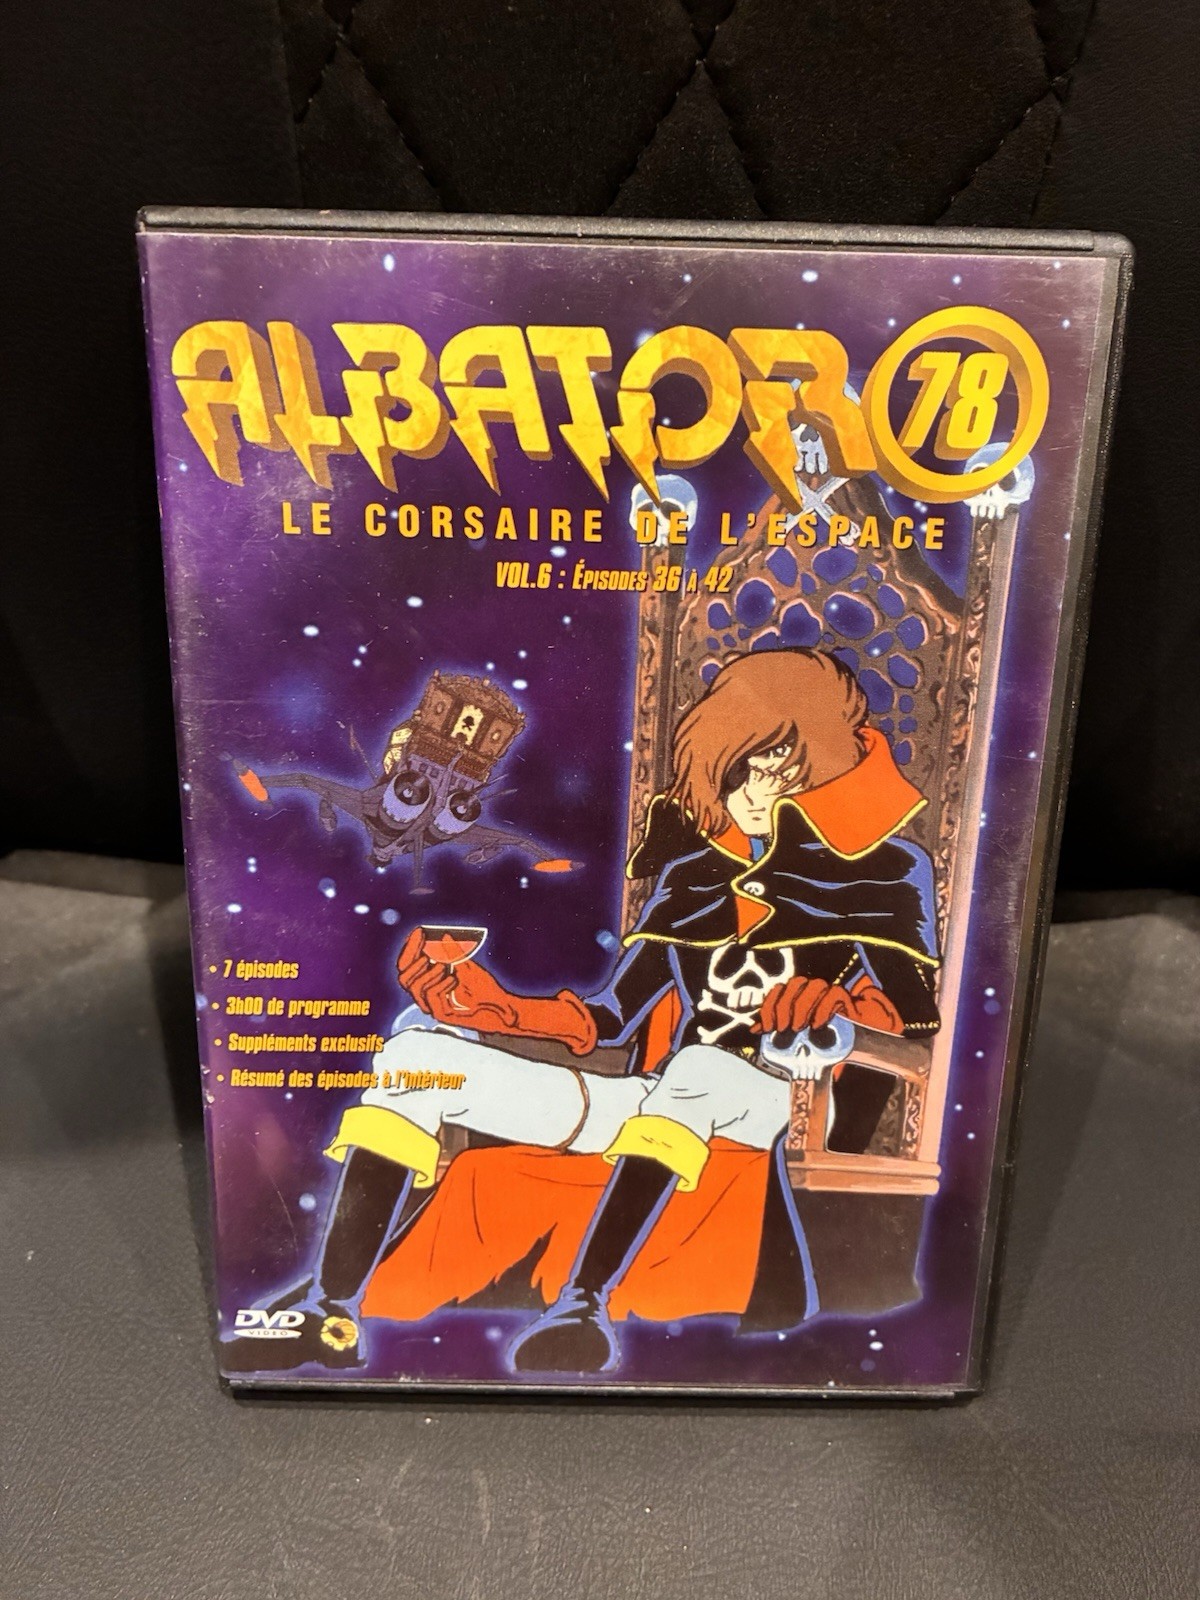 ALBATOR 78
LE CORSAIRE DE L'ESPACE
VOL.6 : ÉPISODES 36 À 42
• 7 épisodes
• 3h00 de programme
• Suppléments exclusifs
• Résumé des épisodes à l'intérieur
DVD
VIDEO